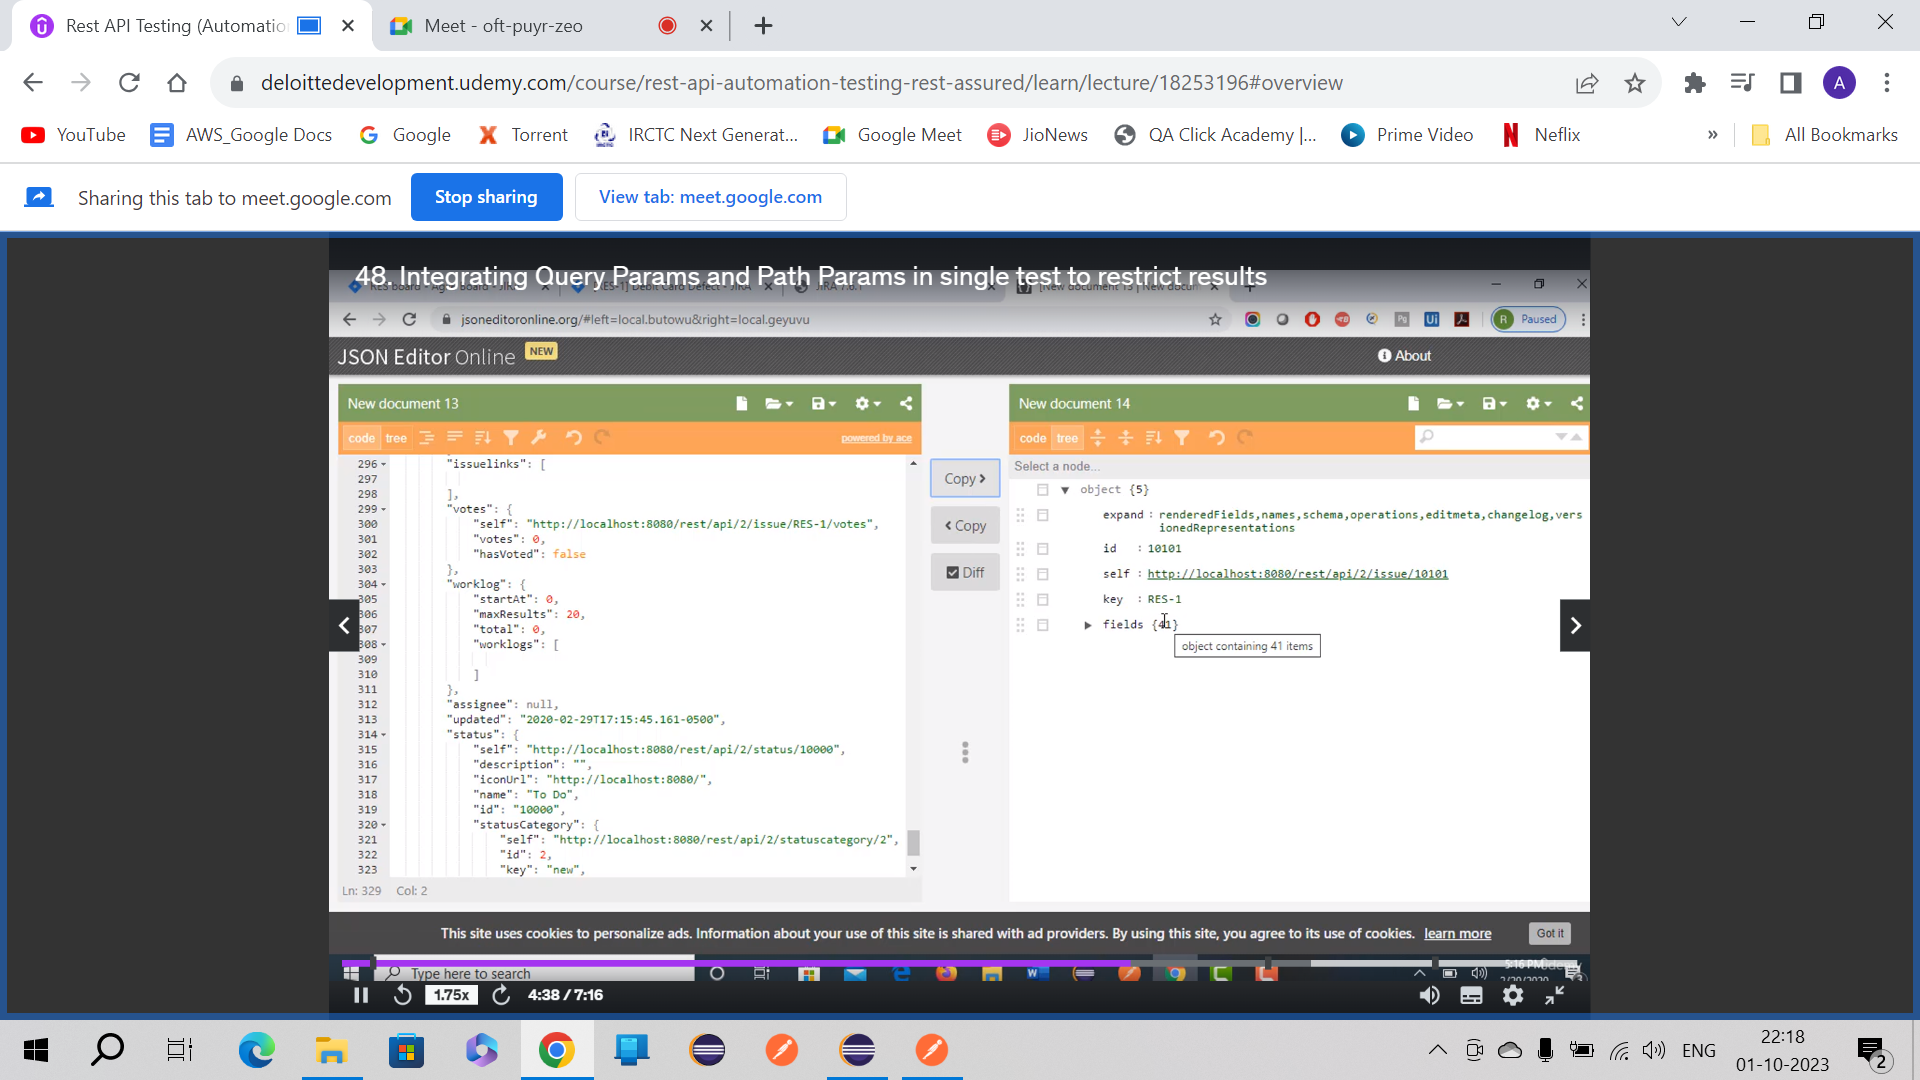 Rest API Testing (Automatio
Meet - oft-puyr-zeo
deloittedevelopment.udemy.com/course/rest-api-automation-testing-rest-assured/learn/lecture/18253196#overview
A
YouTube
AWS_Google Docs
Google
Torrent
IRCTC Next Generat...
Google Meet
JioNews
QA Click Academy |...
Prime Video
Neflix
»
All Bookmarks
Sharing this tab to meet.google.com
Stop sharing
View tab: meet.google.com
48. Integrating Query Params and Path Params in single test to restrict results
jsoneditoronline.org/#left=local.butowu&right=local.geyuvu
R Paused
JSON Editor Online NEW
About
New document 13
code tree
powered by ace
296 "issuelinks": [
297
298 ],
299 "votes": {
300 "self": "http://localhost:8080/rest/api/2/issue/RES-1/votes",
301 "votes": 0,
302 "hasVoted": false
303 },
304 "worklog": {
305 "startAt": 0,
306 "maxResults": 20,
307 "total": 0,
308 "worklogs": [
309
310 ]
311 },
312 "assignee": null,
313 "updated": "2020-02-29T17:15:45.161-0500",
314 "status": {
315 "self": "http://localhost:8080/rest/api/2/status/10000",
316 "description": "",
317 "iconUrl": "http://localhost:8080/",
318 "name": "To Do",
319 "id": "10000",
320 "statusCategory": {
321 "self": "http://localhost:8080/rest/api/2/statuscategory/2",
322 "id": 2,
323 "key": "new",
Ln: 329 Col: 2
Copy >
< Copy
Diff
New document 14
code tree
Select a node...
object {5}
expand : renderedFields,names,schema,operations,editmeta,changelog,vers
ionedRepresentations
id : 10101
self : http://localhost:8080/rest/api/2/issue/10101
key : RES-1
fields {41}
object containing 41 items
This site uses cookies to personalize ads. Information about your use of this site is shared with ad providers. By using this site, you agree to its use of cookies. learn more
Got it
Type here to search
1.75x
4:38 / 7:16
ENG
22:18
01-10-2023
2